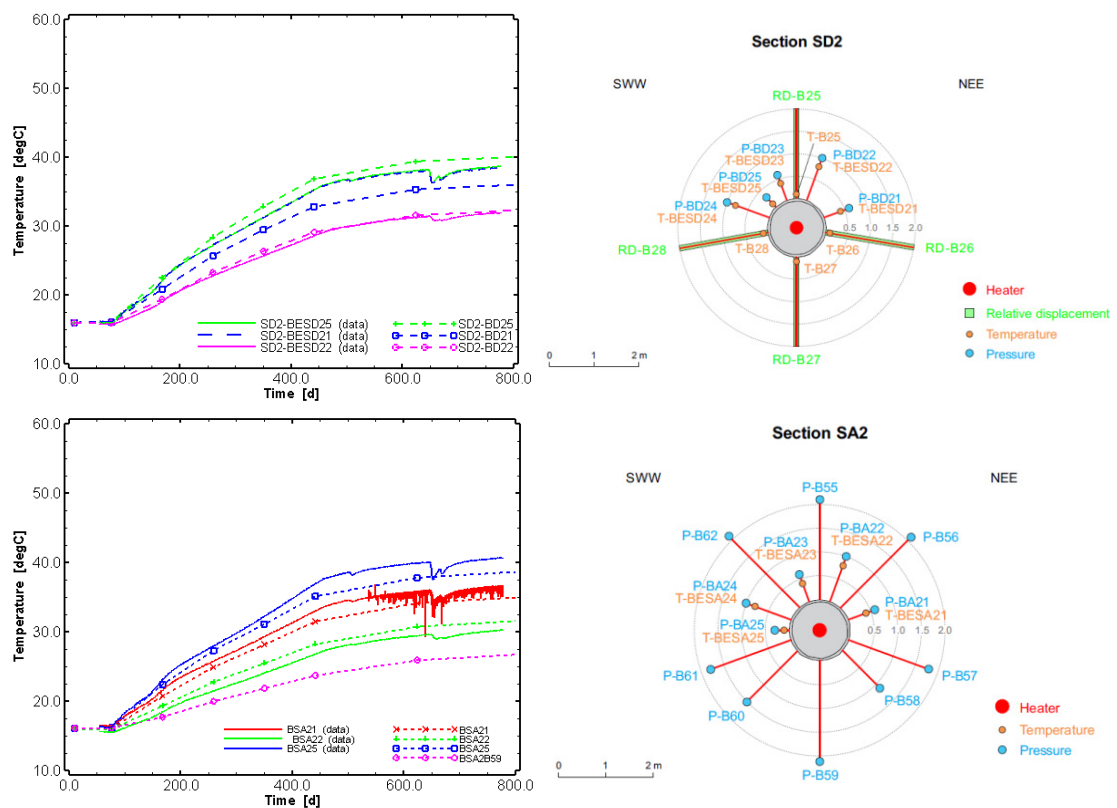 60.0
50.0
40.0
30.0
20.0
10.0
Temperature [degC]
SD2-BESD25 (data)
SD2-BESD21 (data)
SD2-BESD22 (data)
SD2-BD25
SD2-BD21
SD2-BD22
0.0 200.0 400.0 600.0 800.0
Time [d]
Section SD2
SWW
NEE
RD-B25
T-B25
P-BD23
T-BESD23
P-BD22
T-BESD22
P-BD25
T-BESD25
P-BD24
T-BESD24
P-BD21
T-BESD21
0.5 1.0 1.5 2.0
RD-B28
T-B28
T-B26
RD-B26
T-B27
RD-B27
Heater
Relative displacement
Temperature
Pressure
0 1 2 m
60.0
50.0
40.0
30.0
20.0
10.0
Temperature [degC]
BSA21 (data)
BSA22 (data)
BSA25 (data)
BSA21
BSA22
BSA25
BSA2B59
0.0 200.0 400.0 600.0 800.0
Time [d]
Section SA2
SWW
NEE
P-B55
P-B62
P-B56
P-BA23
T-BESA23
P-BA22
T-BESA22
P-BA24
T-BESA24
P-BA21
T-BESA21
P-BA25
T-BESA25
0.5 1.0 1.5 2.0
P-B61
P-B57
P-B60
P-B58
P-B59
Heater
Temperature
Pressure
0 1 2 m